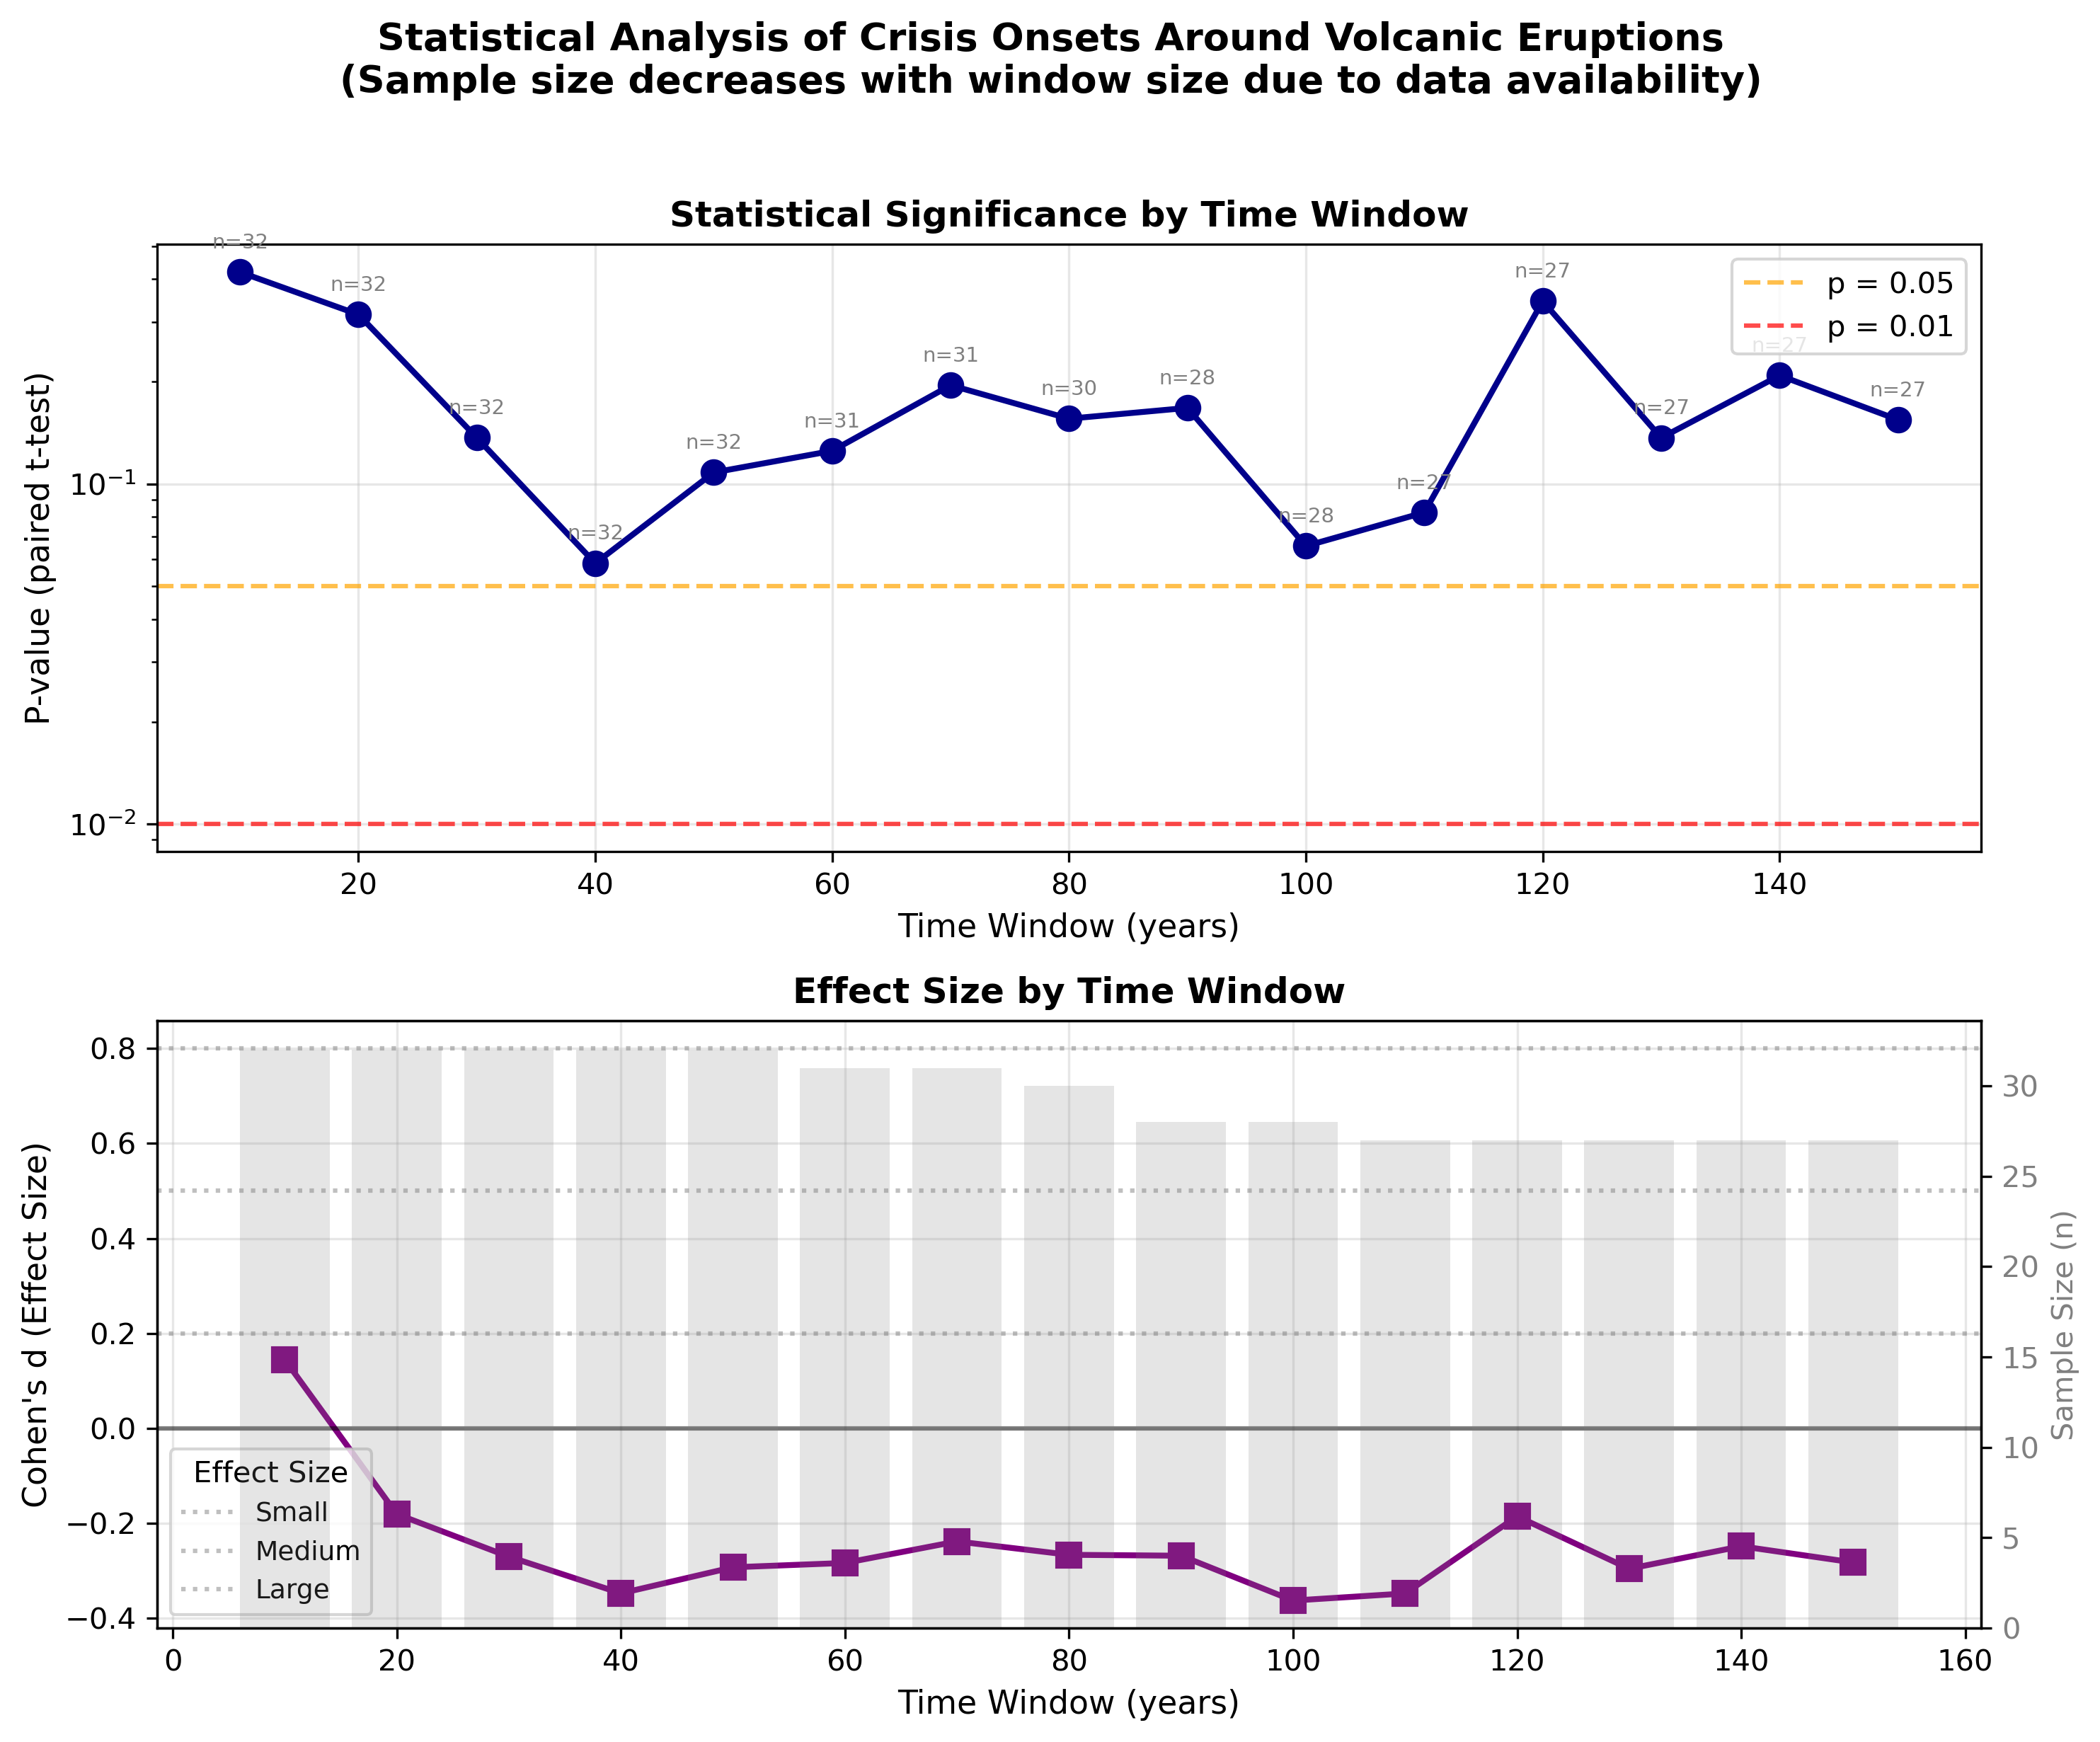 Statistical Analysis of Crisis Onsets Around Volcanic Eruptions
(Sample size decreases with window size due to data availability)
Statistical Significance by Time Window
P-value (paired t-test)
10⁻¹
10⁻²
n=32
n=32
n=32
n=32
n=32
n=31
n=31
n=30
n=28
n=28
n=27
n=27
n=27
n=27
n=27
p = 0.05
p = 0.01
20 40 60 80 100 120 140
Time Window (years)
Effect Size by Time Window
Cohen's d (Effect Size)
0.8
0.6
0.4
0.2
0.0
−0.2
−0.4
Effect Size
Small
Medium
Large
30
25
20
15
10
5
0
Sample Size (n)
0 20 40 60 80 100 120 140 160
Time Window (years)